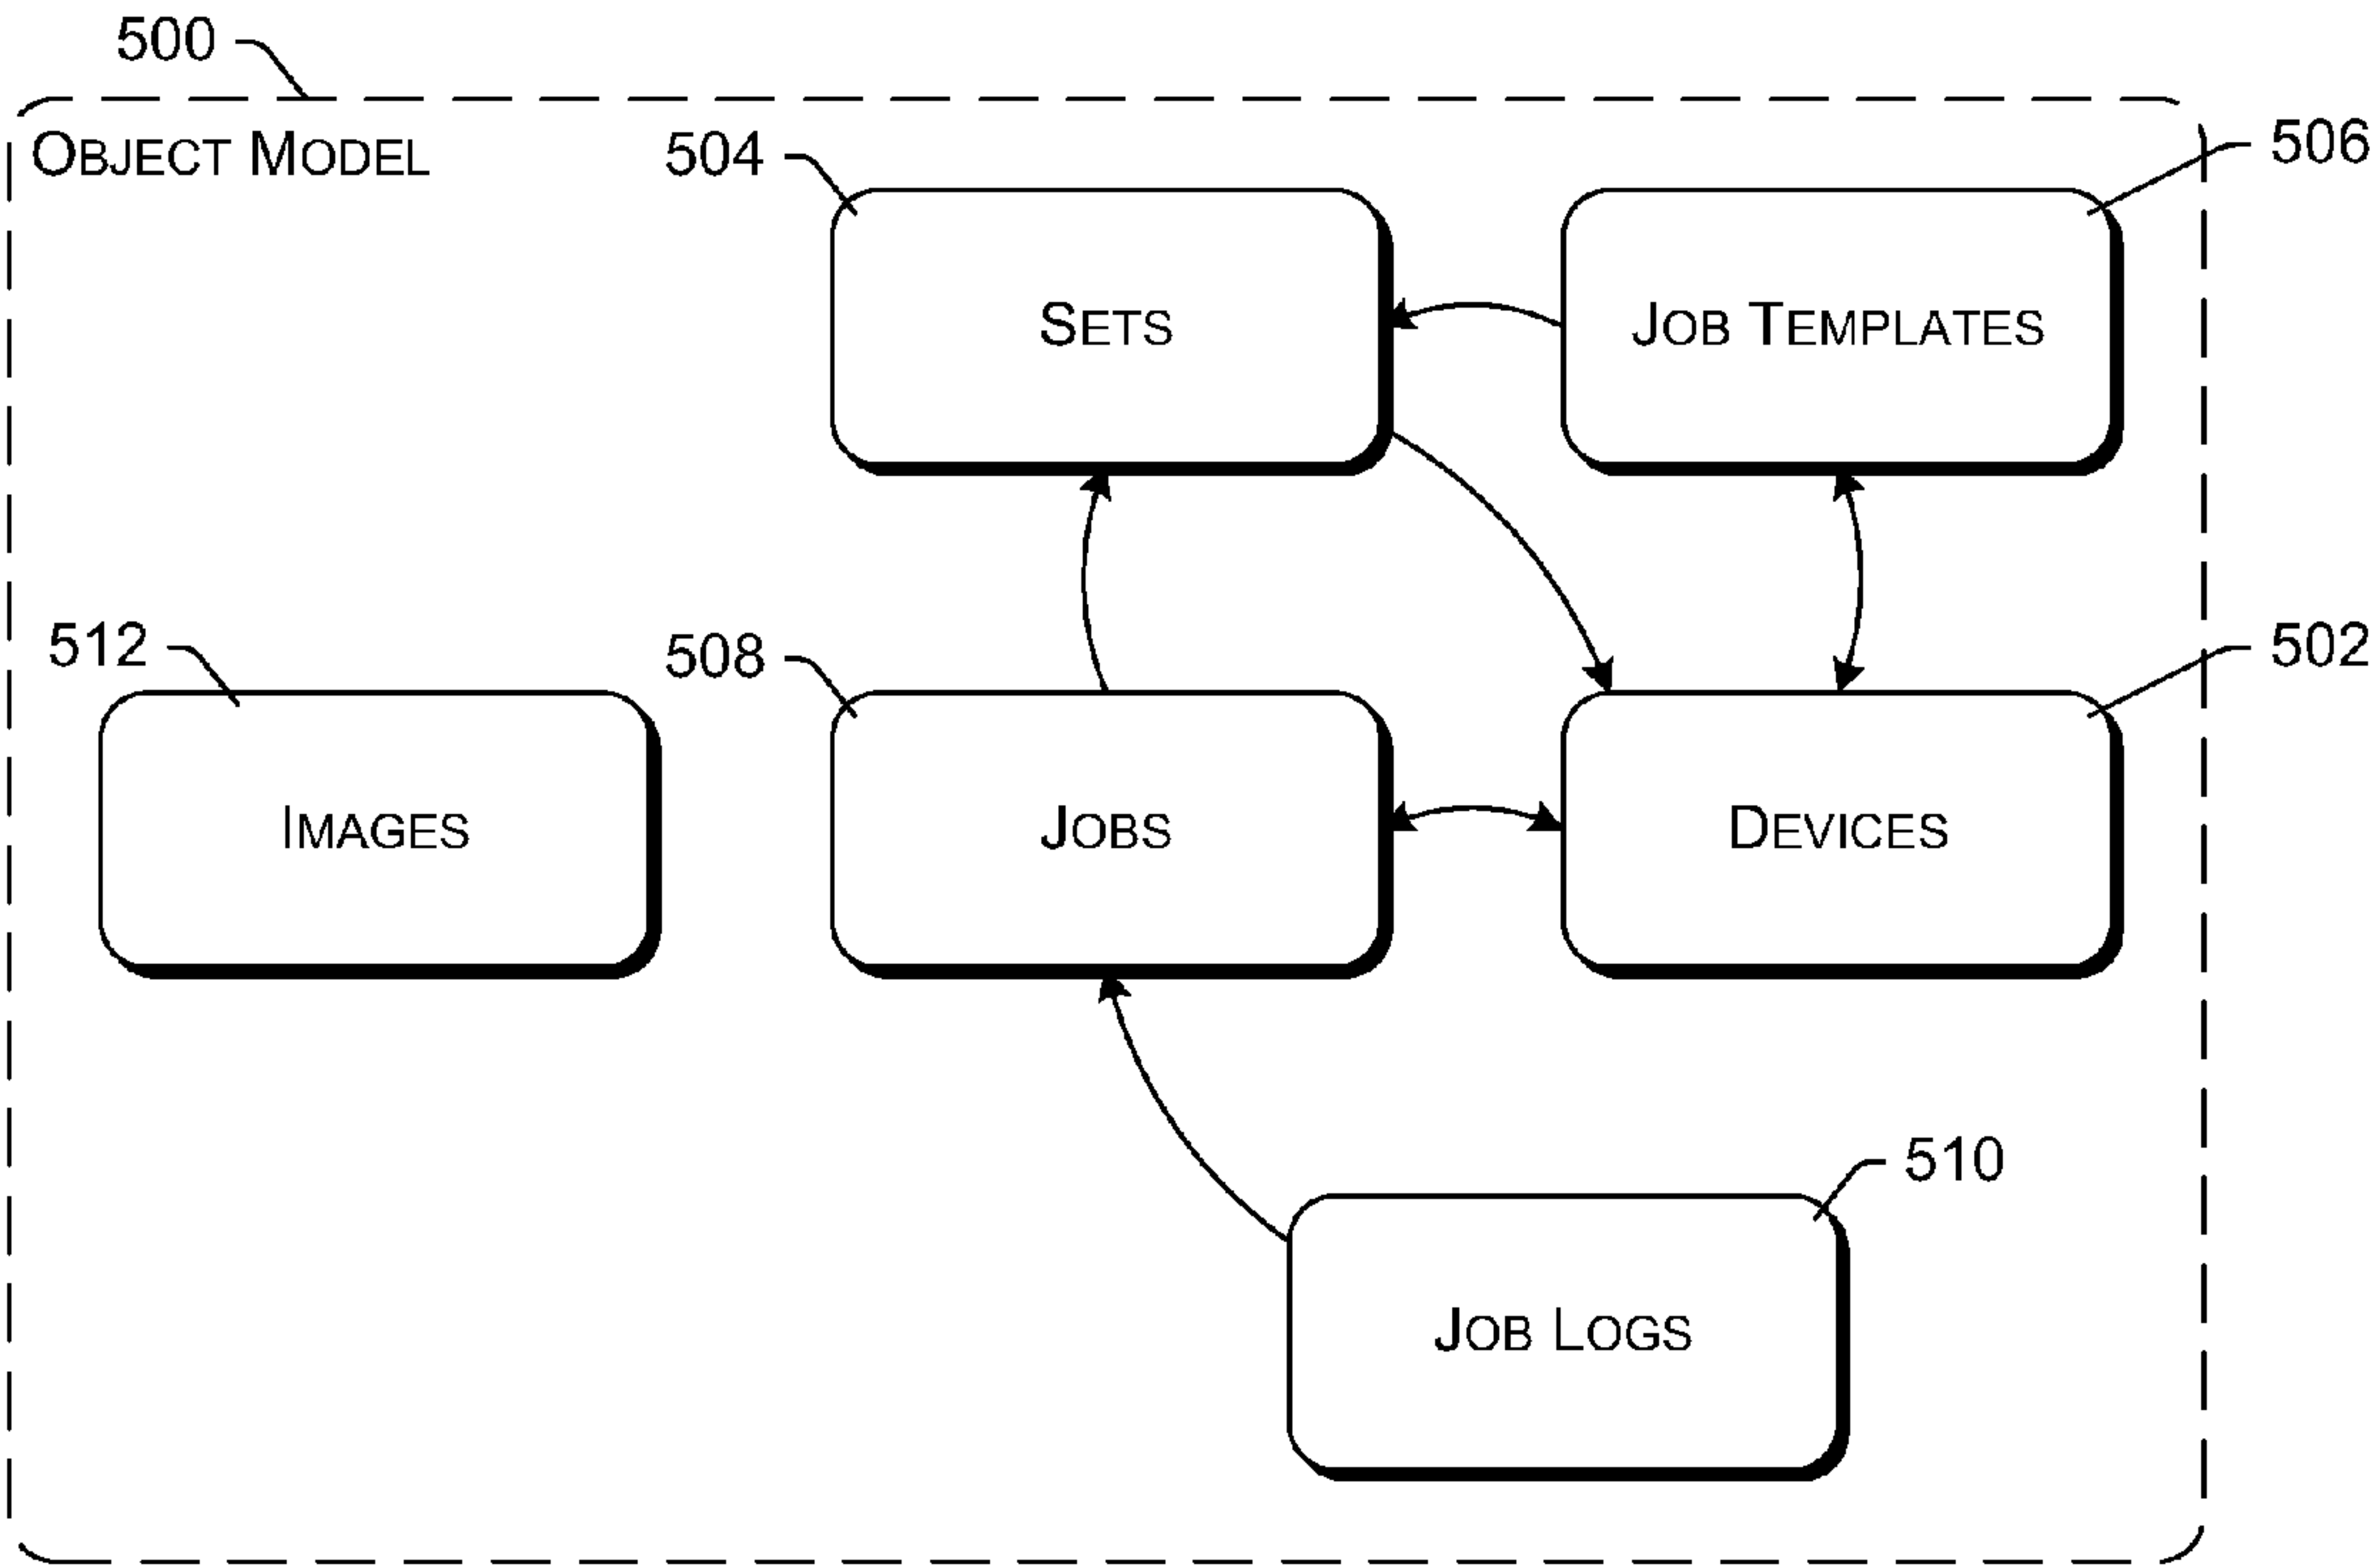 500
OBJECT MODEL
504
506
SETS
JOB TEMPLATES
512
508
502
IMAGES
JOBS
DEVICES
510
JOB LOGS